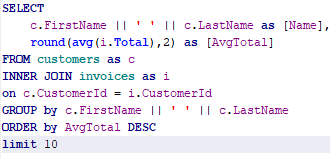 SELECT
c.FirstName || ' ' || c.LastName as [Name],
round(avg(i.Total),2) as [AvgTotal]
FROM customers as c
INNER JOIN invoices as i
on c.CustomerId = i.CustomerId
GROUP by c.FirstName || ' ' || c.LastName
ORDER by AvgTotal DESC
limit 10